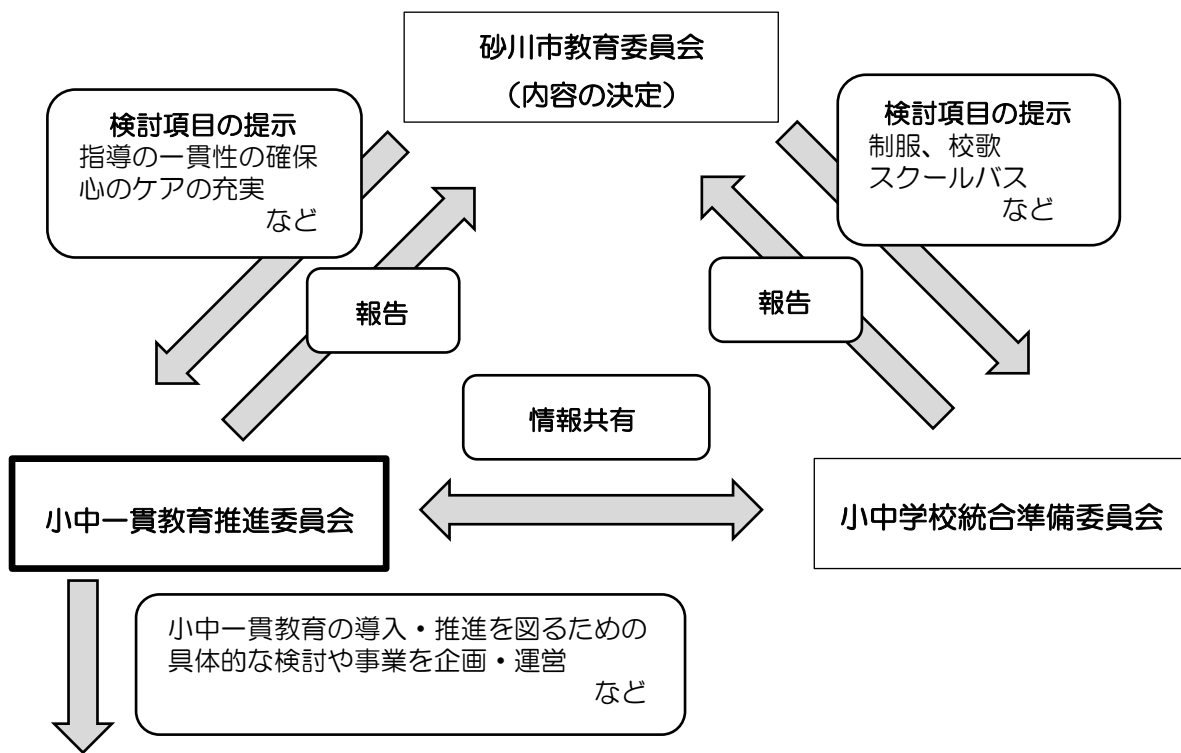 砂川市教育委員会
(内容の決定)
検討項目の提示
指導の一貫性の確保
心のケアの充実
など
検討項目の提示
制服、校歌
スクールバス
など
報告
報告
情報共有
小中一貫教育推進委員会
小中学校統合準備委員会
小中一貫教育の導入・推進を図るための
具体的な検討や事業を企画・運営
など